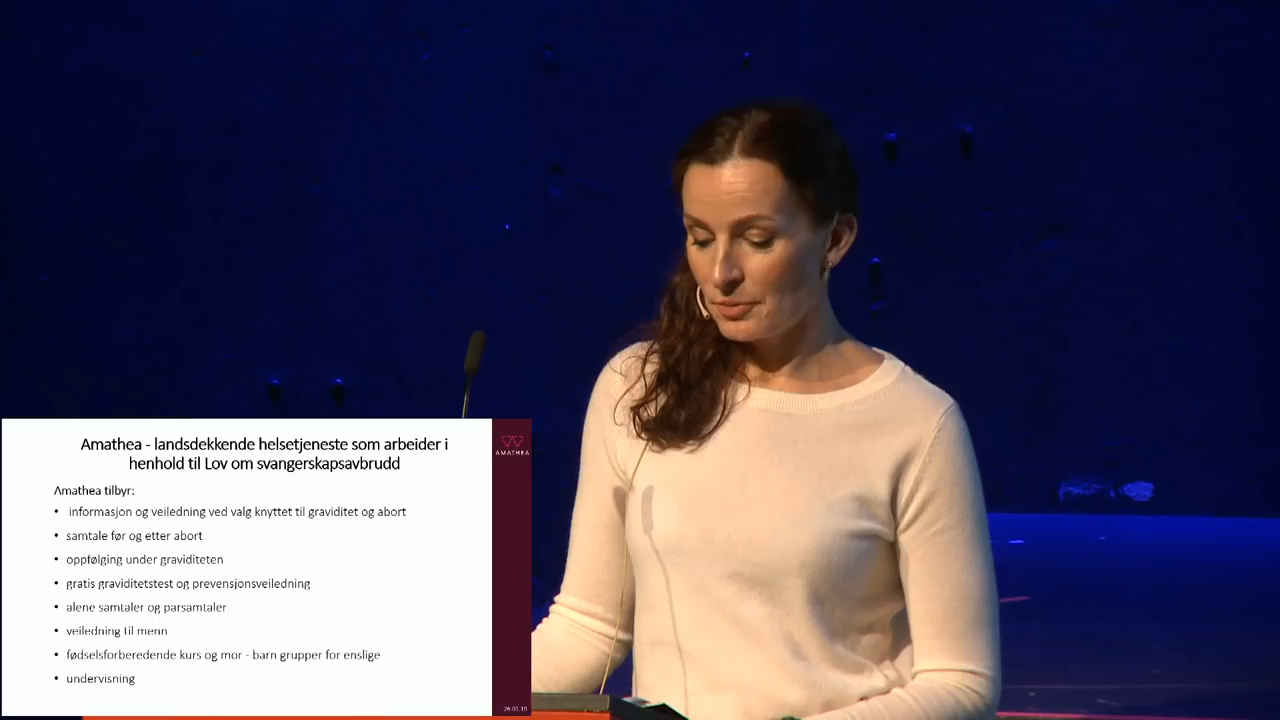 Amathea - landsdekkende helsetjeneste som arbeider i
henhold til Lov om svangerskapsavbrudd
Amathea tilbyr:
• informasjon og veiledning ved valg knyttet til graviditet og abort
• samtale før og etter abort
• oppfølging under graviditeten
• gratis graviditetstest og prevensjonsveiledning
• alene samtaler og parsamtaler
• veiledning til menn
• fødselsforberedende kurs og mor - barn grupper for enslige
• undervisning
AMATHEA